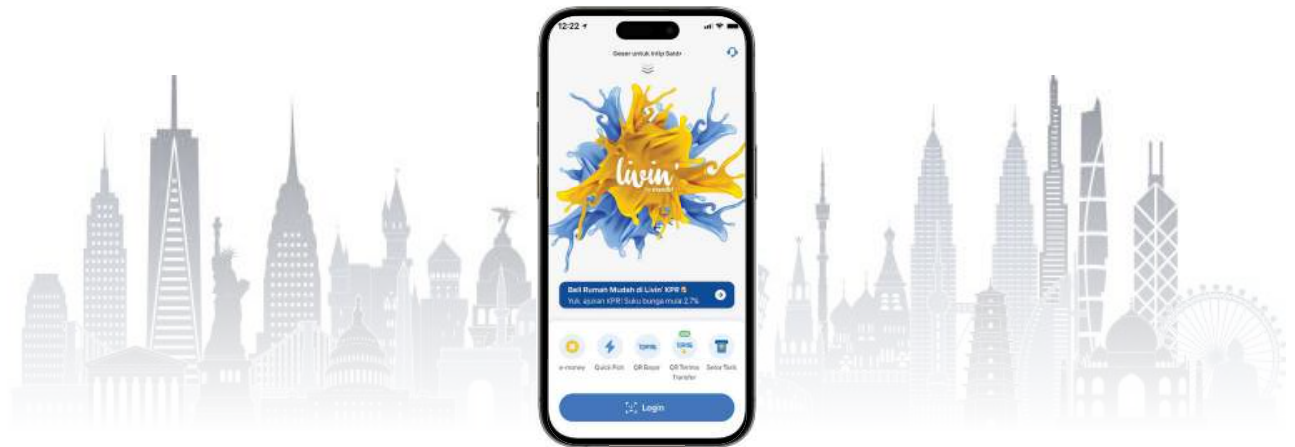 12:22
Geser untuk Intip Saldo
livin'
by mandiri
Beli Rumah Mudah di Livin' KPR
Yuk, ajukan KPR! Suku bunga mulai 2.7%
e-money
Quick Pick
QR Bayar
QR Terima
Transfer
Setor Tarik
Login